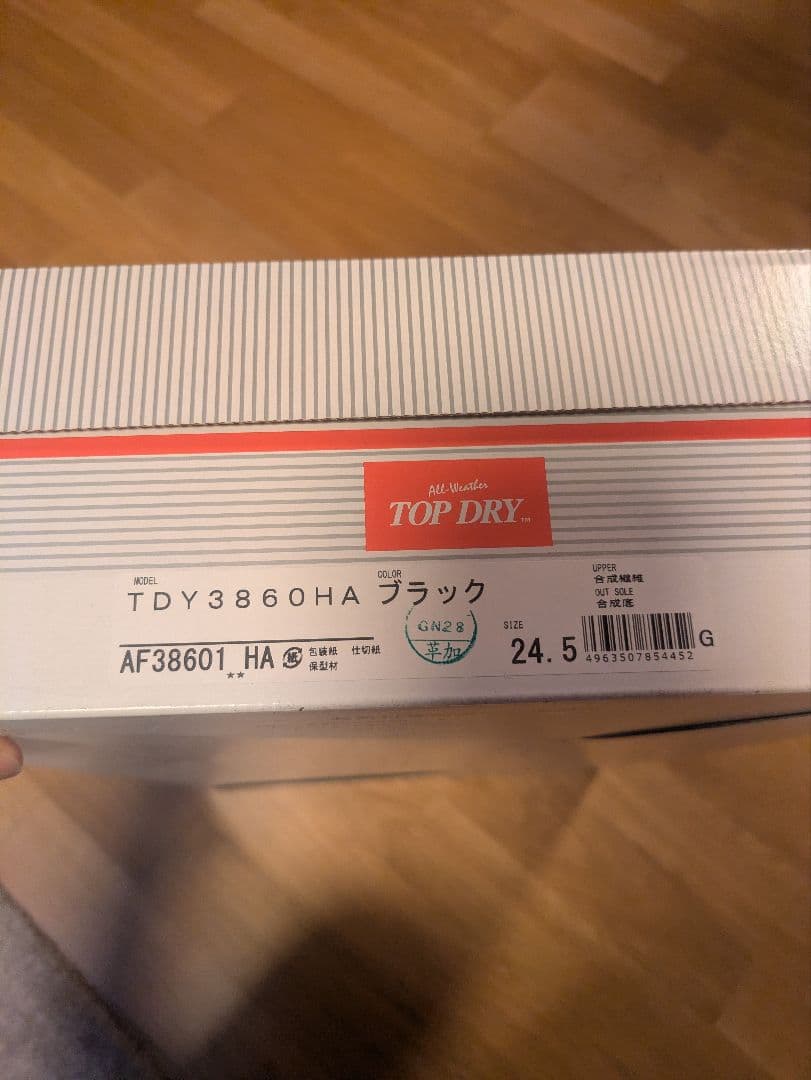 All-Weather
TOP DRY™
MODEL
TDY3860HA
COLOR
ブラック
UPPER
合成繊維
OUT SOLE
合成底
GN28
革加
SIZE
24.5
4963507854452
G
AF38601 HA
**
紙
包装紙 仕切紙
保型材